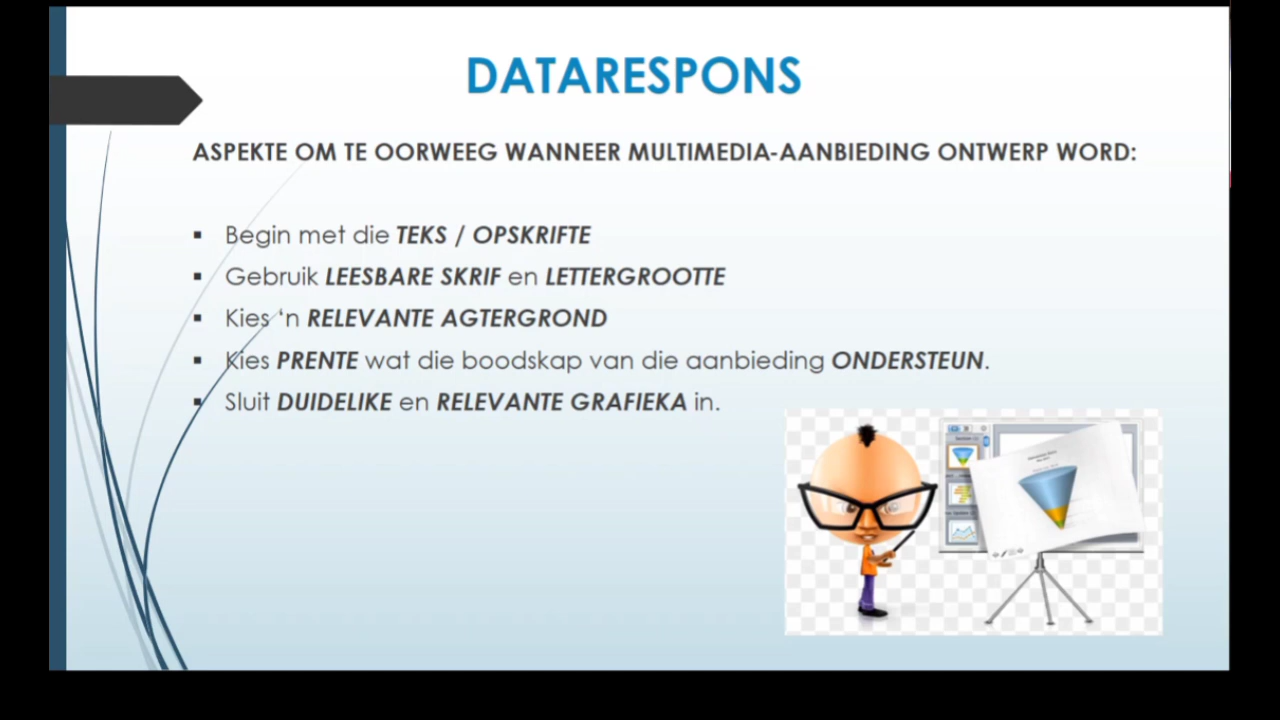 DATARESPONS
ASPEKTE OM TE OORWEEG WANNEER MULTIMEDIA-AANBIEDING ONTWERP WORD:
▪ Begin met die TEKS / OPSKRIFTE
▪ Gebruik LEESBARE SKRIF en LETTERGROOTTE
▪ Kies ‘n RELEVANTE AGTERGROND
▪ Kies PRENTE wat die boodskap van die aanbieding ONDERSTEUN.
▪ Sluit DUIDELIKE en RELEVANTE GRAFIEKA in.